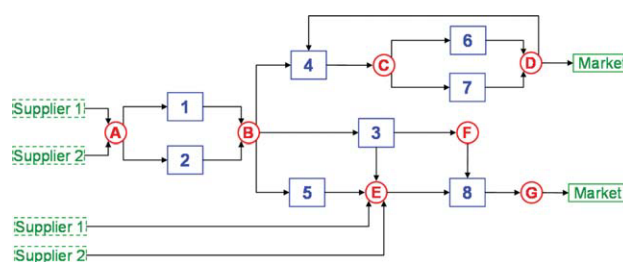 6
4
C
D
Market
7
Supplier 1
1
A
B
3
F
Supplier 2
2
5
E
8
G
Market
Supplier 1
Supplier 2